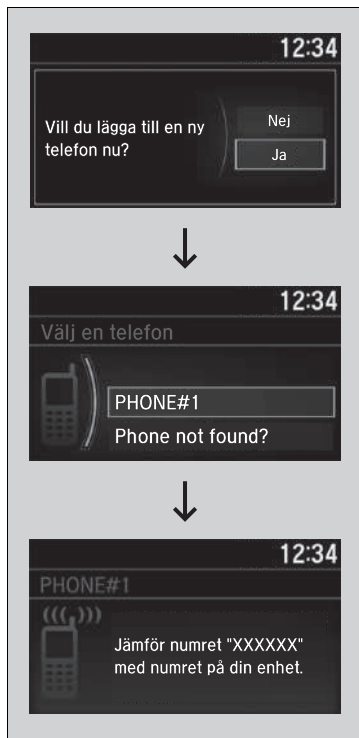 12:34
Vill du lägga till en ny
telefon nu?
Nej
Ja
12:34
Välj en telefon
PHONE#1
Phone not found?
12:34
PHONE#1
Jämför numret "XXXXXX"
med numret på din enhet.